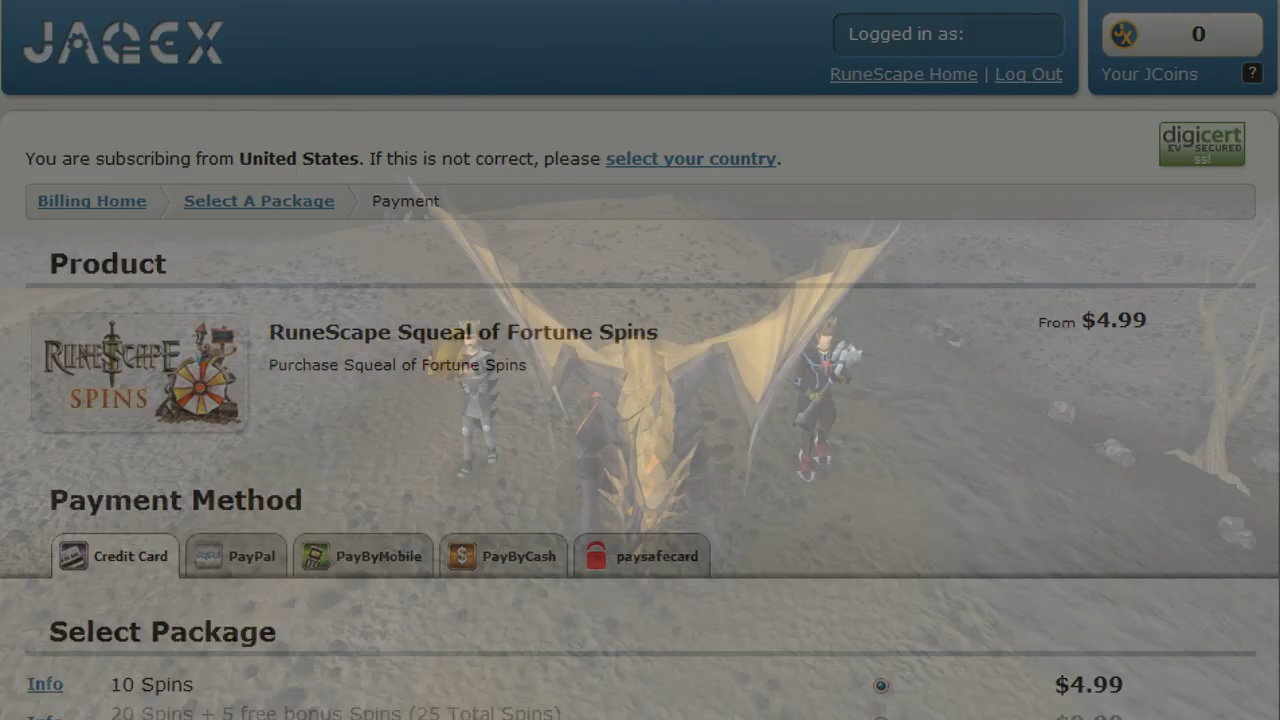 JAGEX
Logged in as:
0
RuneScape Home | Log Out
Your JCoins
?
You are subscribing from United States. If this is not correct, please select your country.
digicert
EV SECURED
ssl
Billing Home
Select A Package
Payment
Product
RuneScape Squeal of Fortune Spins
From $4.99
Purchase Squeal of Fortune Spins
RUNESCAPE
SPINS
Payment Method
Credit Card
PayPal
PayByMobile
PayByCash
paysafecard
Select Package
Info
10 Spins
$4.99
20 Spins + 5 free bonus Spins (25 Total Spins)